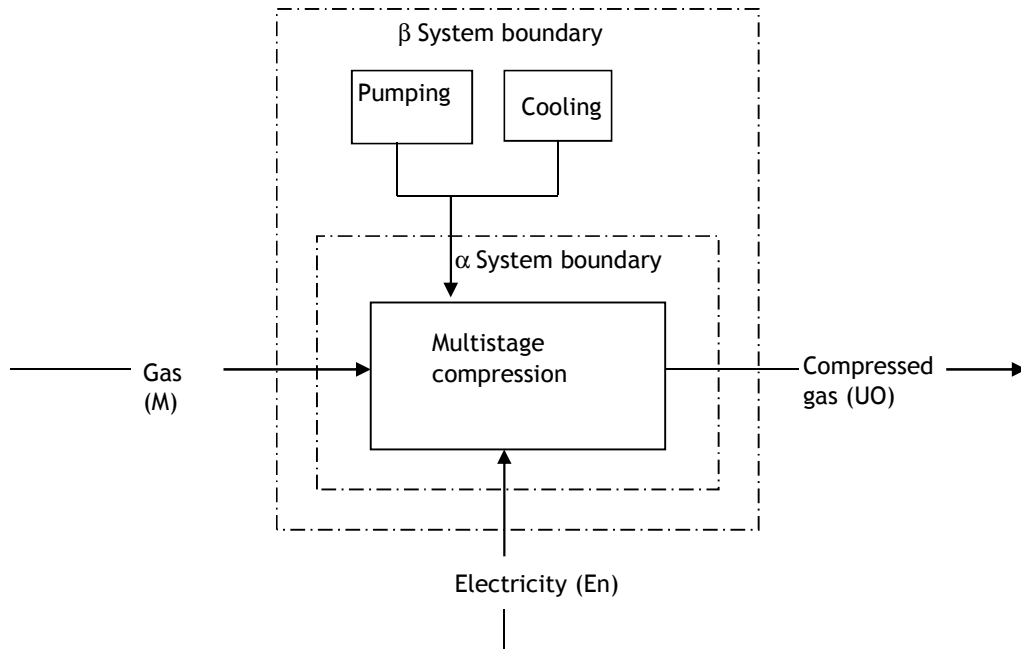 β System boundary
Pumping
Cooling
α System boundary
Multistage
compression
Gas
(M)
Compressed
gas (UO)
Electricity (En)